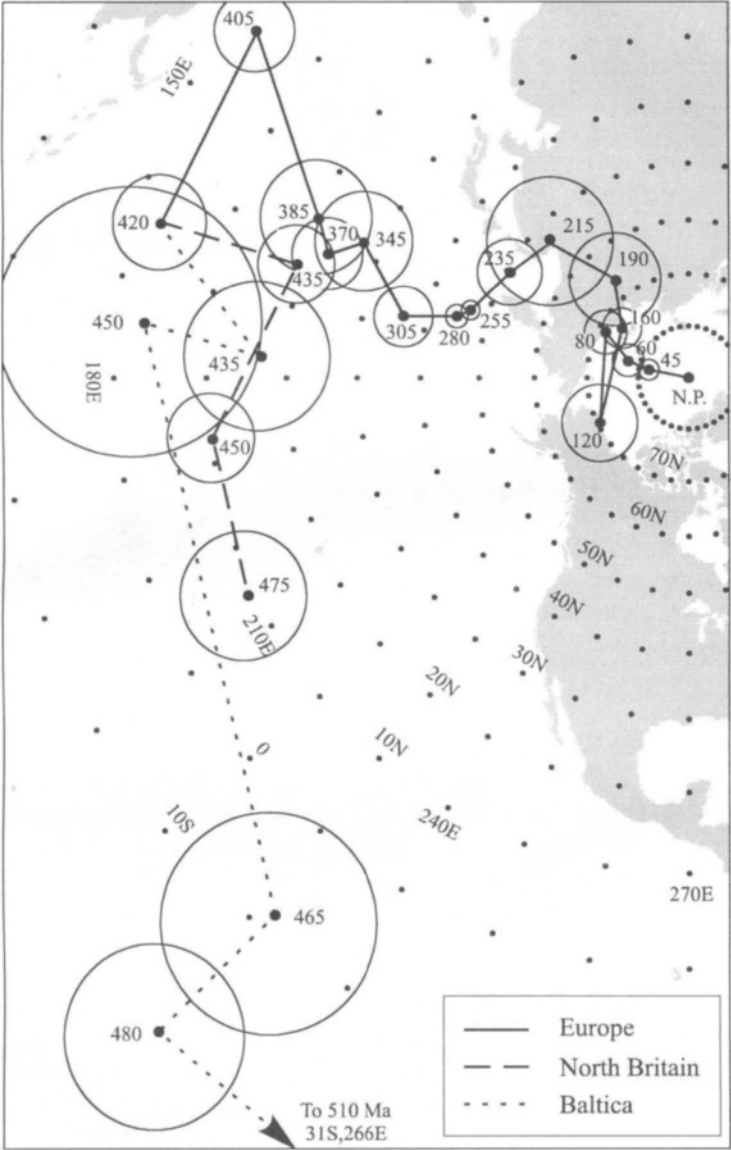 405
150E
420
385
370
345
435
215
235
190
160
305
280
255
80
60
45
N.P.
450
435
180E
120
450
70N
60N
50N
40N
475
210E
30N
20N
0
10N
10S
240E
270E
465
480
To 510 Ma
31S,266E
Europe
North Britain
Baltica